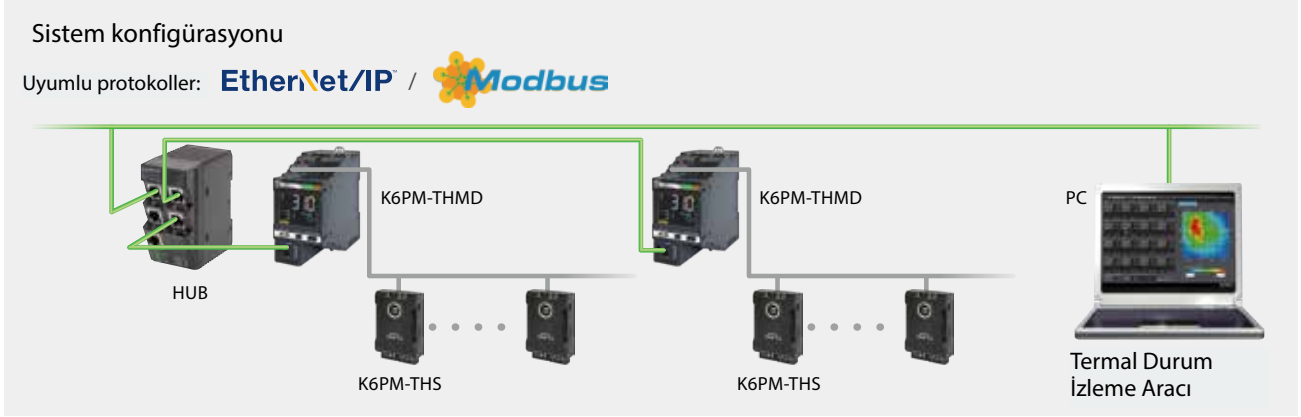 Sistem konfigürasyonu
Uyumlu protokoller: EtherNet/IP™ / Modbus
K6PM-THMD
K6PM-THMD
PC
HUB
K6PM-THS
K6PM-THS
Termal Durum
İzleme Aracı